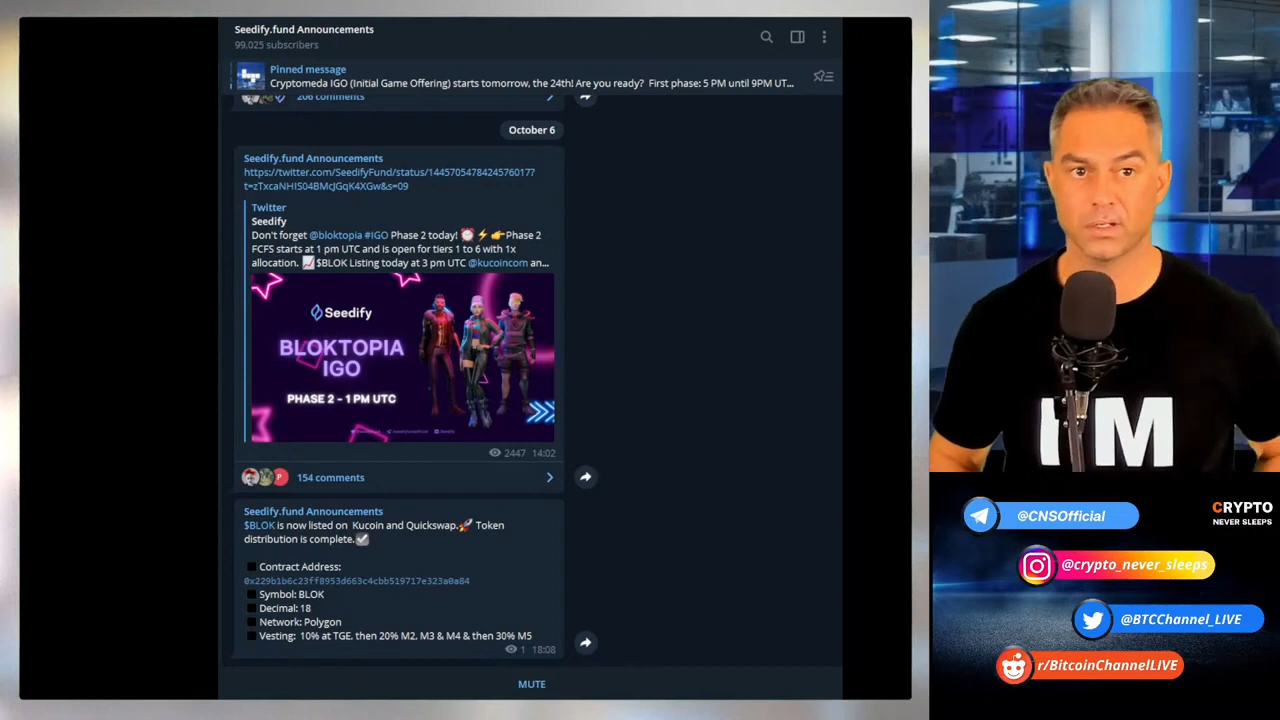 Seedify.fund Announcements
99.025 subscribers
Pinned message
Cryptomeda IGO (Initial Game Offering) starts tomorrow, the 24th! Are you ready? First phase: 5 PM until 9PM UT...
206 comments
October 6
Seedify.fund Announcements
https://twitter.com/SeedifyFund/status/1445705478424576017?
t=zTxcaNHIS04BMcJGqK4XGw&s=09
Twitter
Seedify
Don't forget @bloktopia #IGO Phase 2 today! ⏰⚡👉Phase 2
FCFS starts at 1 pm UTC and is open for tiers 1 to 6 with 1x
allocation. 📈$BLOK Listing today at 3 pm UTC @kucoincom an...
Seedify
BLOKTOPIA
IGO
PHASE 2 - 1 PM UTC
2447 14:02
P
154 comments
Seedify.fund Announcements
$BLOK is now listed on Kucoin and Quickswap.🚀 Token
distribution is complete.☑
Contract Address:
0x229b1b6c23ff8953d663c4cbb519717e323a0a84
Symbol: BLOK
Decimal: 18
Network: Polygon
Vesting: 10% at TGE, then 20% M2, M3 & M4 & then 30% M5
1 18:08
MUTE
@CNSOfficial
CRYPTO
NEVER SLEEPS
@crypto_never_sleeps
@BTCChannel_LIVE
r/BitcoinChannelLIVE